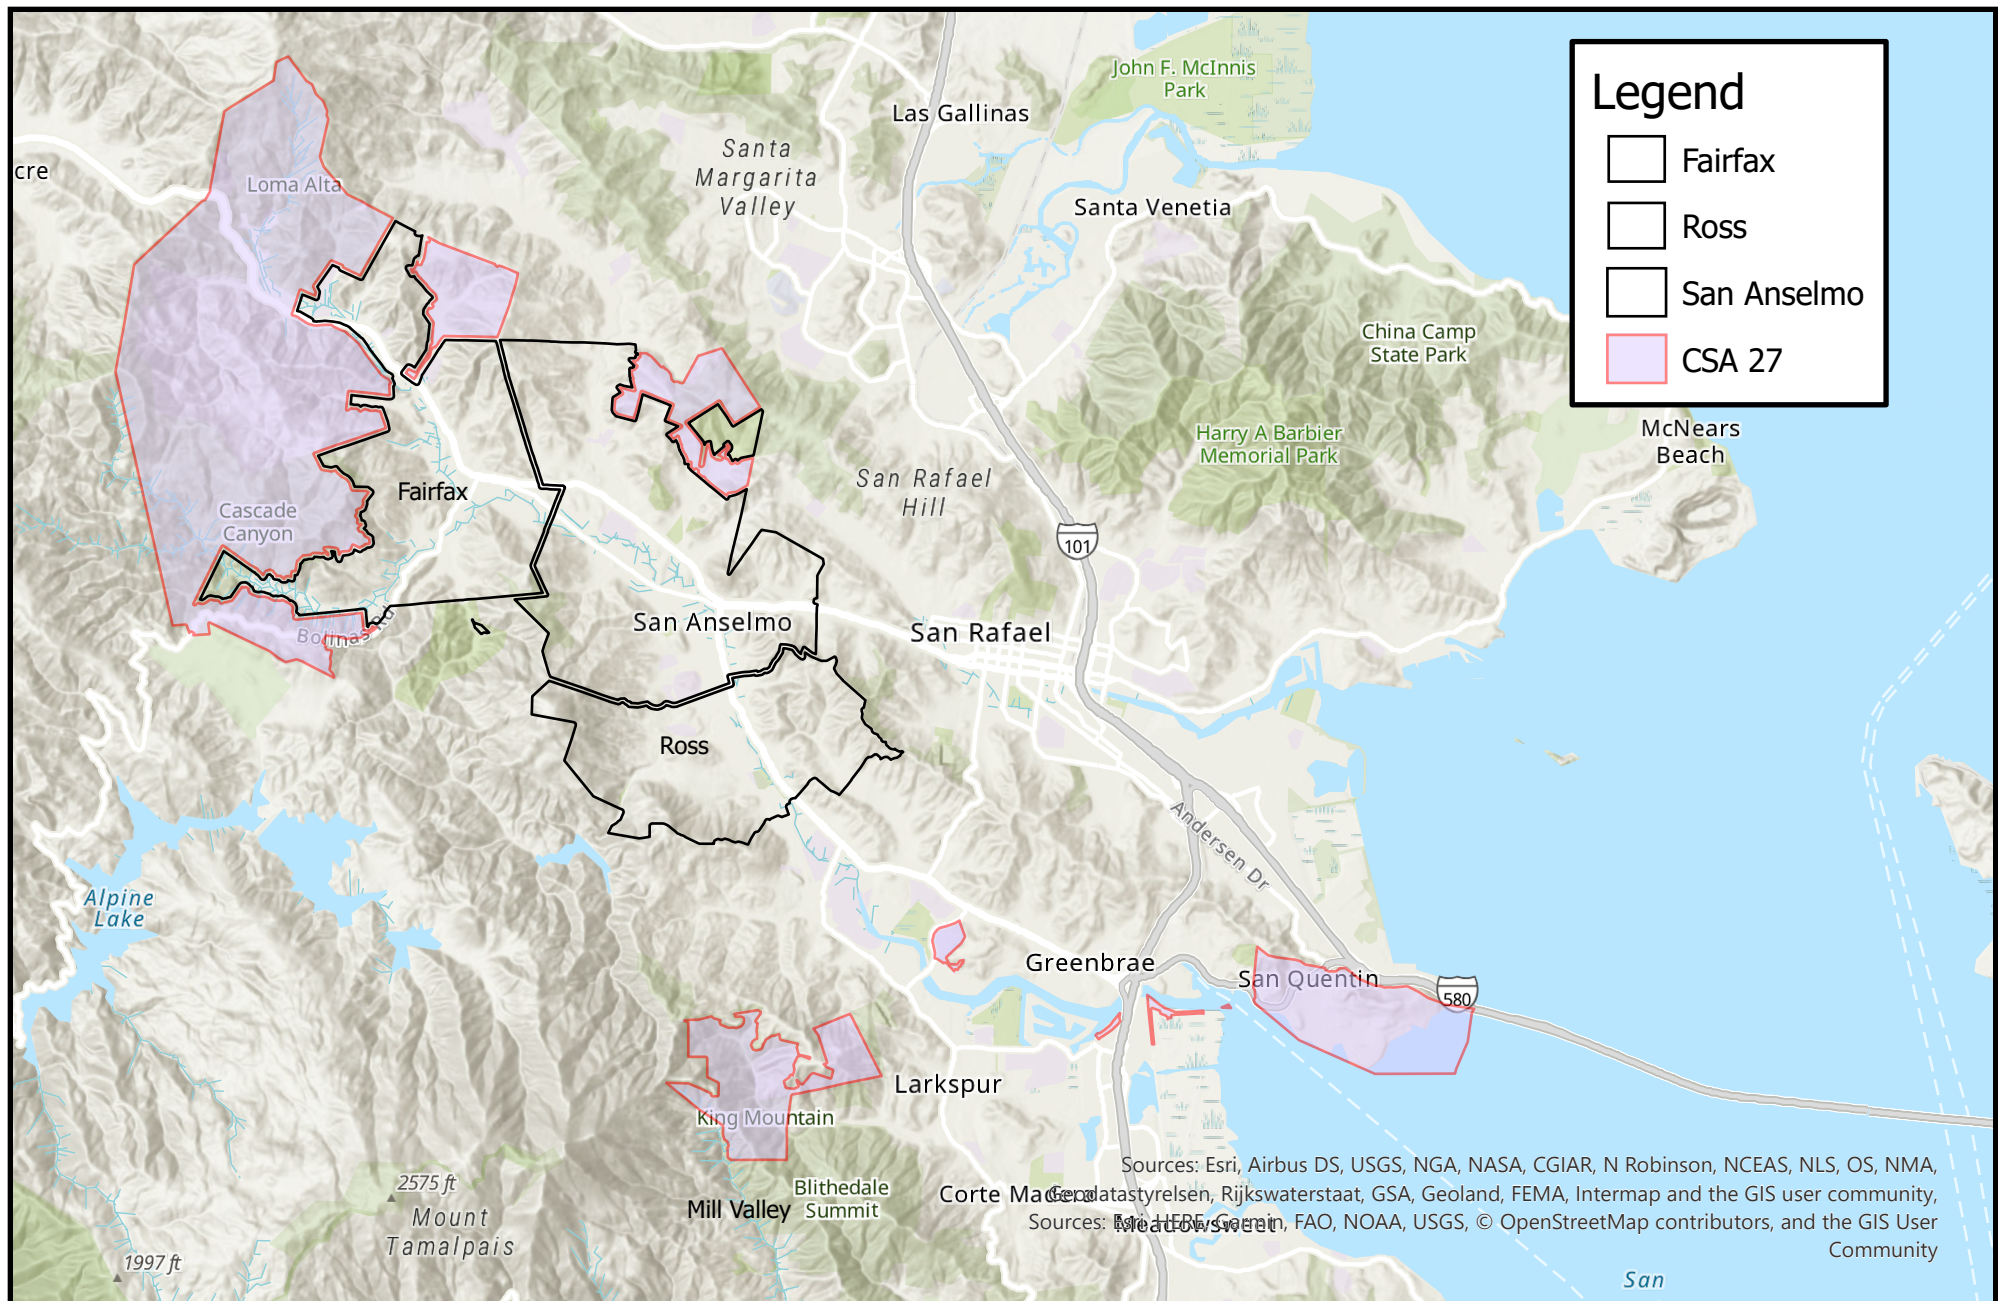 Legend
Fairfax
Ross
San Anselmo
CSA 27
John F. McInnis
Park
Las Gallinas
Santa
Margarita
Valley
cre
Loma Alta
Santa Venetia
China Camp
State Park
Harry A Barbier
Memorial Park
McNears
Beach
San Rafael
Hill
Fairfax
Cascade
Canyon
101
San Anselmo
San Rafael
Bolinas Rd
Ross
Andersen Dr
Alpine
Lake
Greenbrae
San Quentin
580
Larkspur
King Mountain
2575 ft
Mount
Tamalpais
1997 ft
Mill Valley
Blithedale
Summit
Corte Madera
Meadowsweet
Sources: Esri, Airbus DS, USGS, NGA, NASA, CGIAR, N Robinson, NCEAS, NLS, OS, NMA,
Geodatastyrelsen, Rijkswaterstaat, GSA, Geoland, FEMA, Intermap and the GIS user community,
Sources: Esri, HERE, Garmin, FAO, NOAA, USGS, © OpenStreetMap contributors, and the GIS User
Community
San